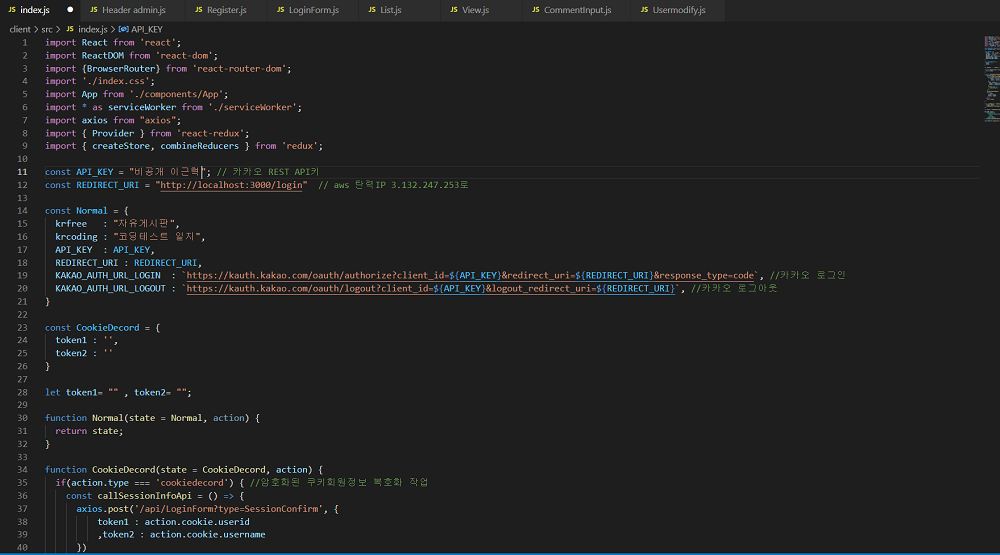 JS index.js ● JS Header admin.js JS Register.js JS LoginForm.js JS List.js JS View.js JS CommentInput.js JS Usermodify.js
client > src > JS index.js > API_KEY
1 import React from 'react';
2 import ReactDOM from 'react-dom';
3 import {BrowserRouter} from 'react-router-dom';
4 import './index.css';
5 import App from './components/App';
6 import * as serviceWorker from './serviceWorker';
7 import axios from "axios";
8 import { Provider } from 'react-redux';
9 import { createStore, combineReducers } from 'redux';
10
11 const API_KEY = "비공개 이근혁"; // 카카오 REST API키
12 const REDIRECT_URI = "http://localhost:3000/login" // aws 탄력IP 3.132.247.253로
13
14 const Normal = {
15 krfree : "자유게시판",
16 krcoding : "코딩테스트 일지",
17 API_KEY : API_KEY,
18 REDIRECT_URI : REDIRECT_URI,
19 KAKAO_AUTH_URL_LOGIN : `https://kauth.kakao.com/oauth/authorize?client_id=${API_KEY}&redirect_uri=${REDIRECT_URI}&response_type=code`, //카카오 로그인
20 KAKAO_AUTH_URL_LOGOUT : `https://kauth.kakao.com/oauth/logout?client_id=${API_KEY}&logout_redirect_uri=${REDIRECT_URI}`, //카카오 로그아웃
21 }
22
23 const CookieDecord = {
24 token1 : '',
25 token2 : ''
26 }
27
28 let token1= "" , token2= "";
29
30 function Normal(state = Normal, action) {
31 return state;
32 }
33
34 function CookieDecord(state = CookieDecord, action) {
35 if(action.type === 'cookiedecord') { //암호화된 쿠키회원정보 복호화 작업
36 const callSessionInfoApi = () => {
37 axios.post('/api/LoginForm?type=SessionConfirm', {
38 token1 : action.cookie.userid
39 ,token2 : action.cookie.username
40 })